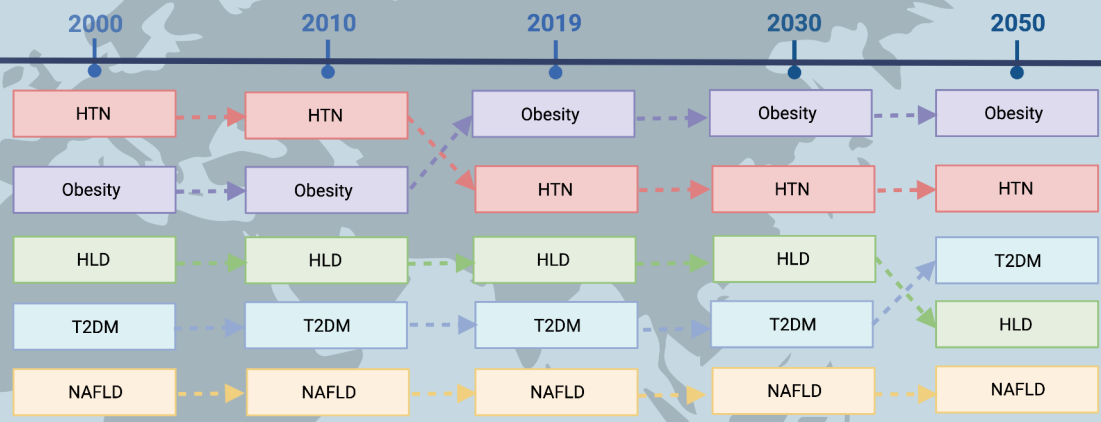 2000 2010 2019 2030 2050
HTN HTN Obesity Obesity Obesity
Obesity Obesity HTN HTN HTN
HLD HLD HLD HLD T2DM
T2DM T2DM T2DM T2DM HLD
NAFLD NAFLD NAFLD NAFLD NAFLD